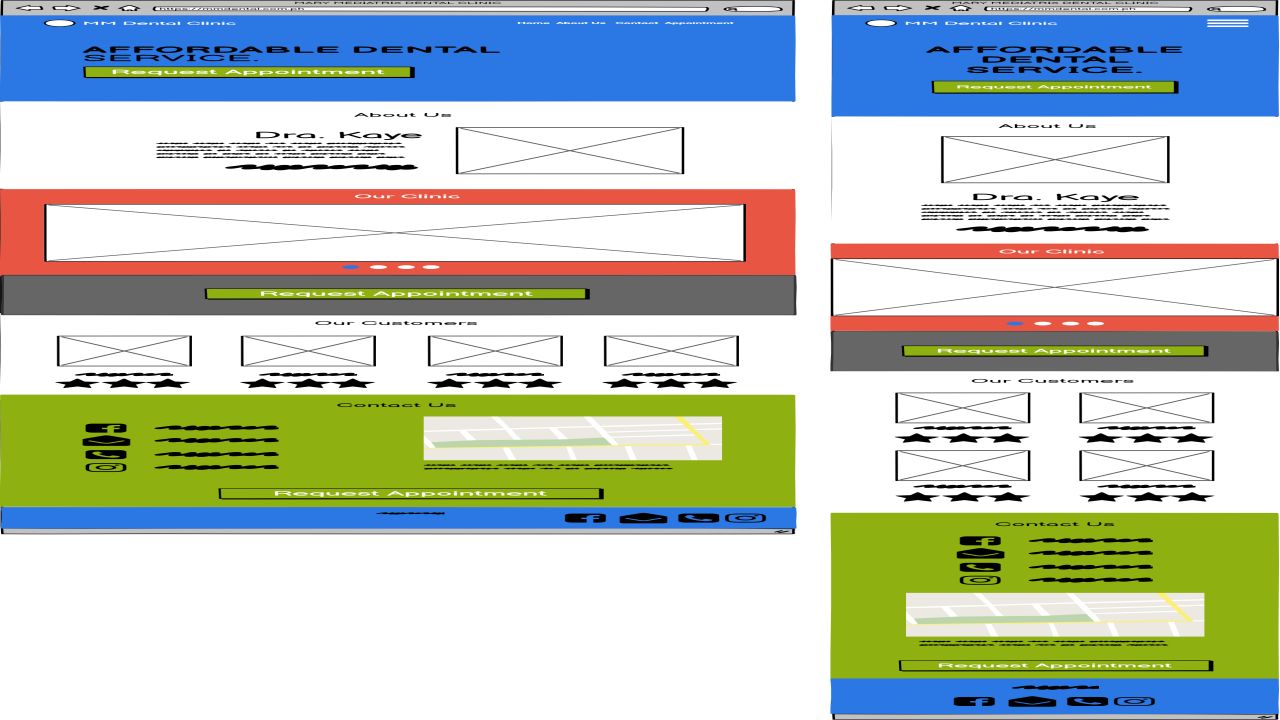 MARY MEDIATRIX DENTAL CLINIC
https://mmdental.com.ph
MM Dental Clinic
Home About Us Contact Appointment
AFFORDABLE DENTAL
SERVICE.
Request Appointment
About Us
Dra. Kaye
Our Clinic
Request Appointment
Our Customers
Contact Us
Request Appointment
MARY MEDIATRIX DENTAL CLINIC
https://mmdental.com.ph
MM Dental Clinic
AFFORDABLE
DENTAL
SERVICE.
Request Appointment
About Us
Dra. Kaye
Our Clinic
Request Appointment
Our Customers
Contact Us
Request Appointment